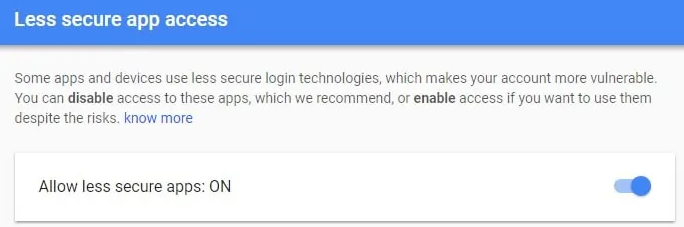 Less secure app access
Some apps and devices use less secure login technologies, which makes your account more vulnerable.
You can disable access to these apps, which we recommend, or enable access if you want to use them
despite the risks. know more
Allow less secure apps: ON